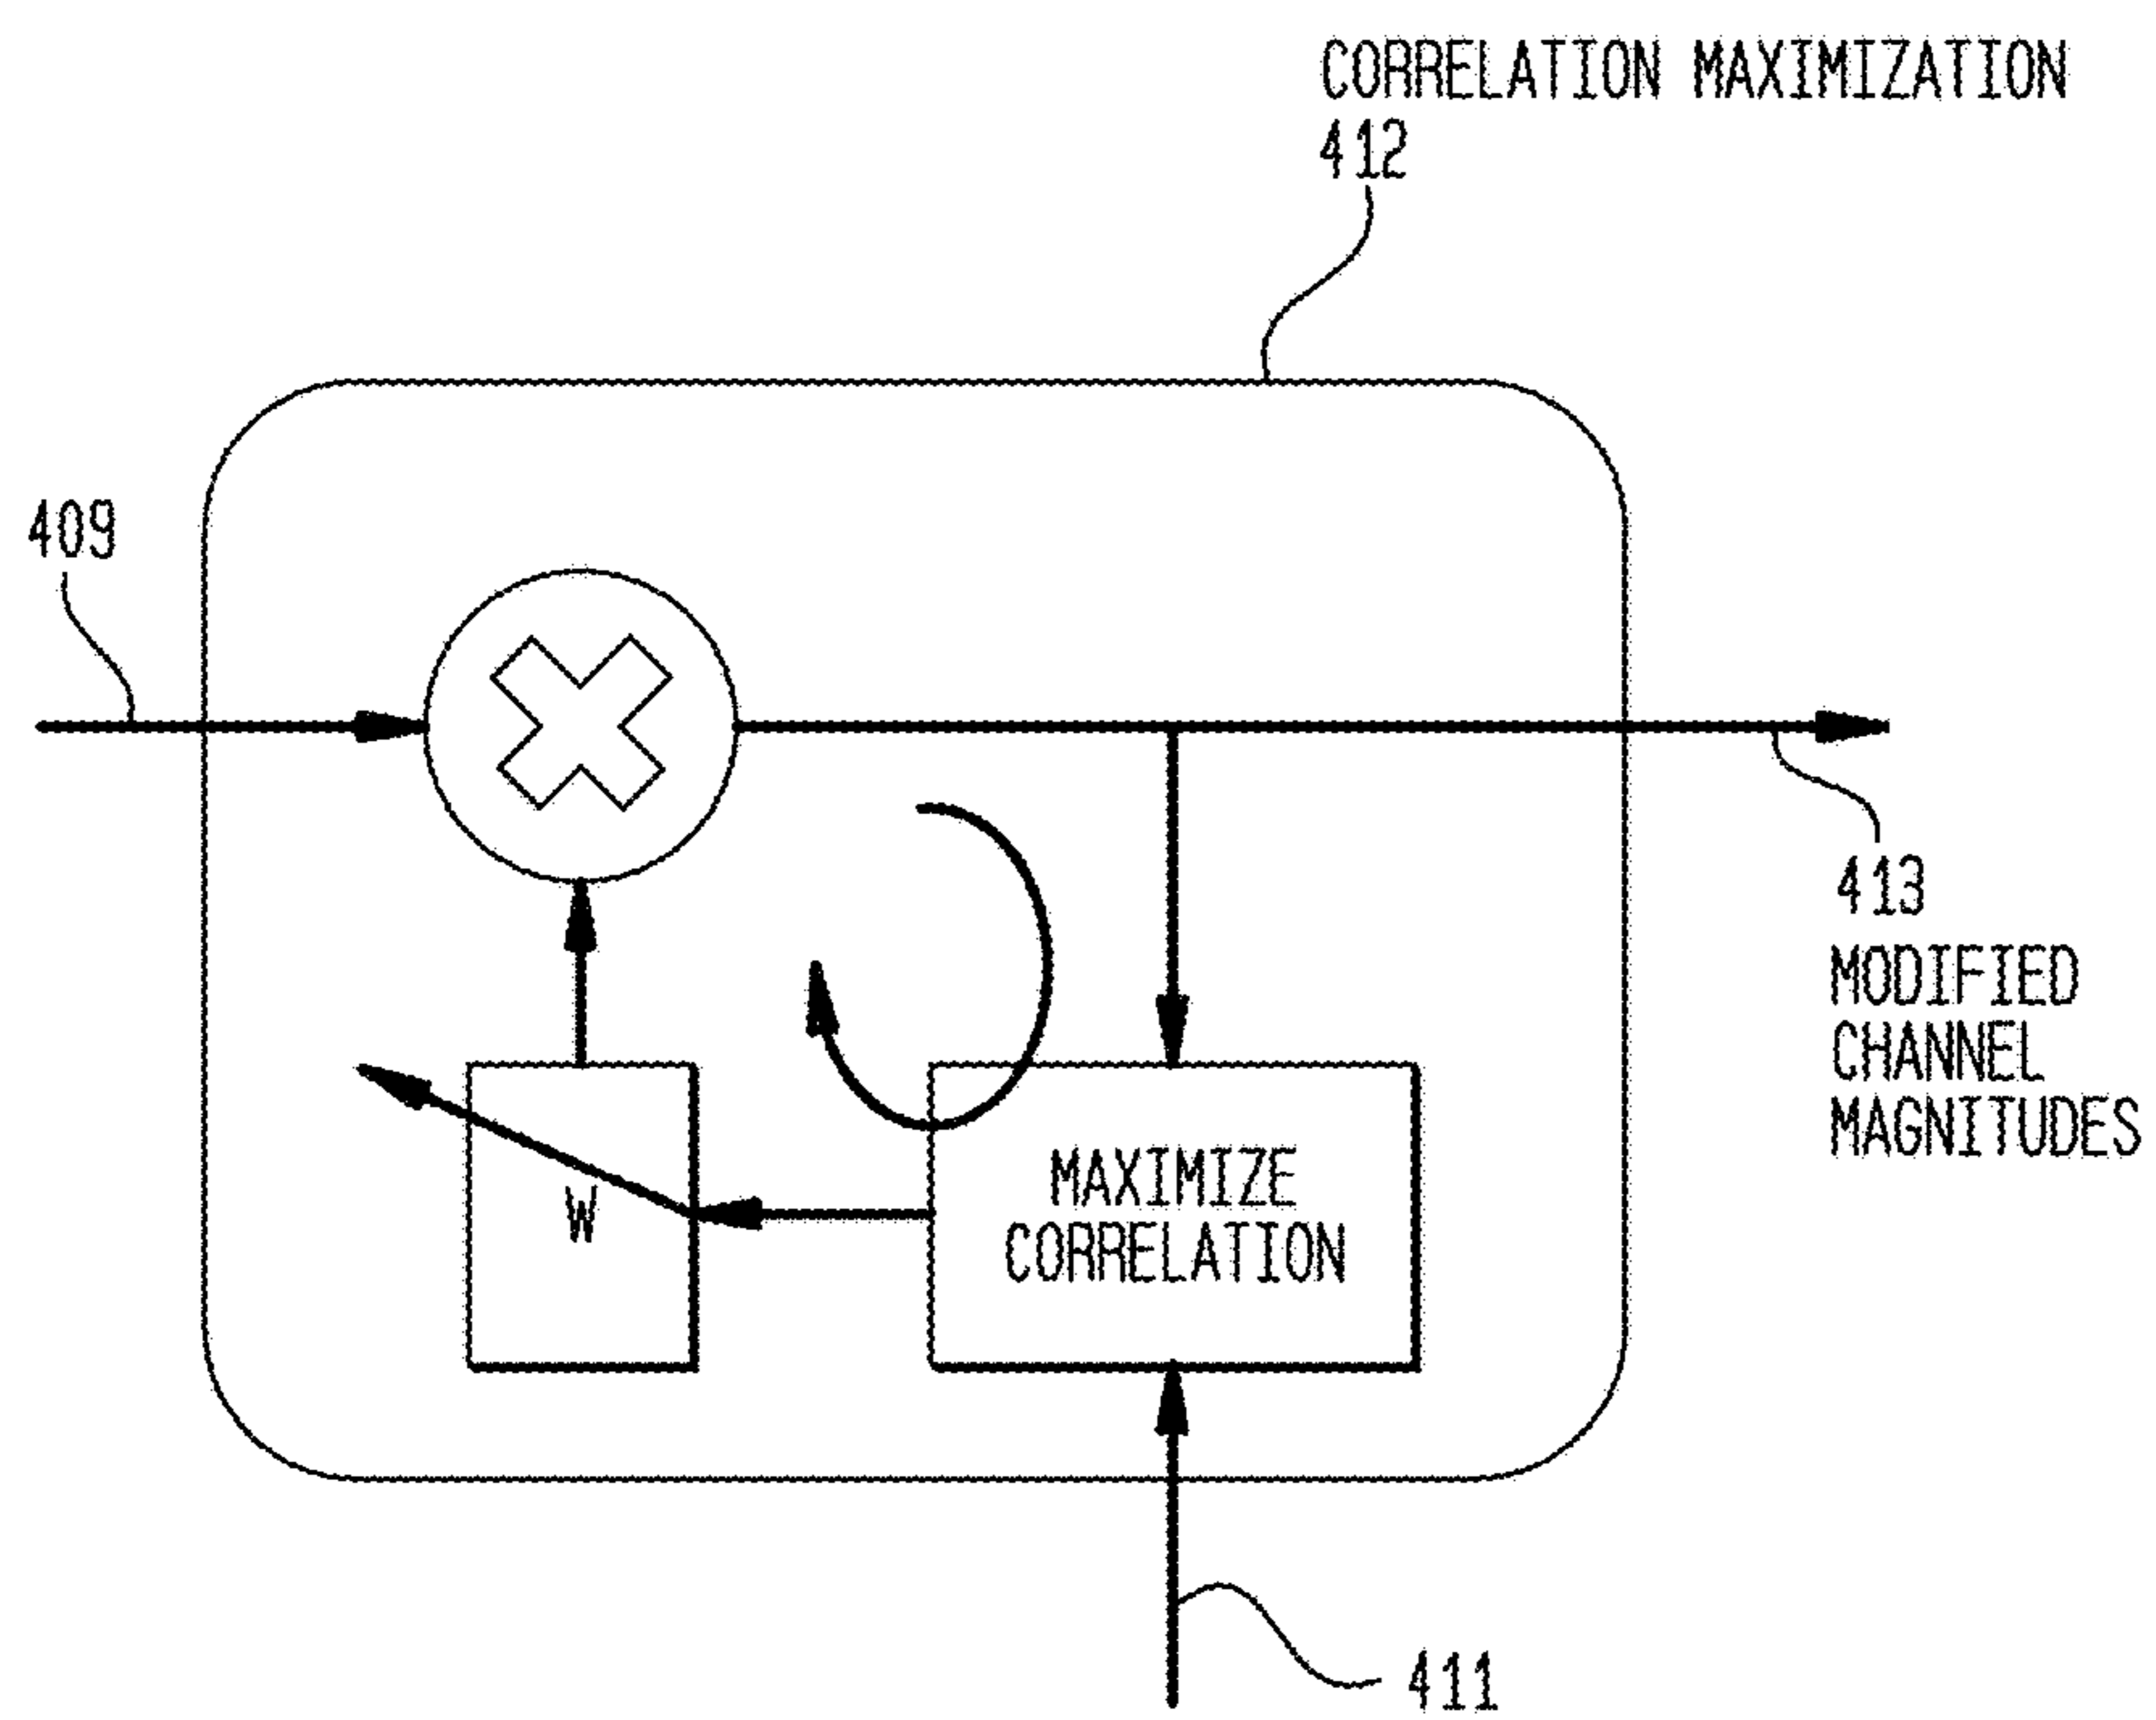 CORRELATION MAXIMIZATION
412
409
413
MODIFIED
CHANNEL
MAGNITUDES
W
MAXIMIZE
CORRELATION
411